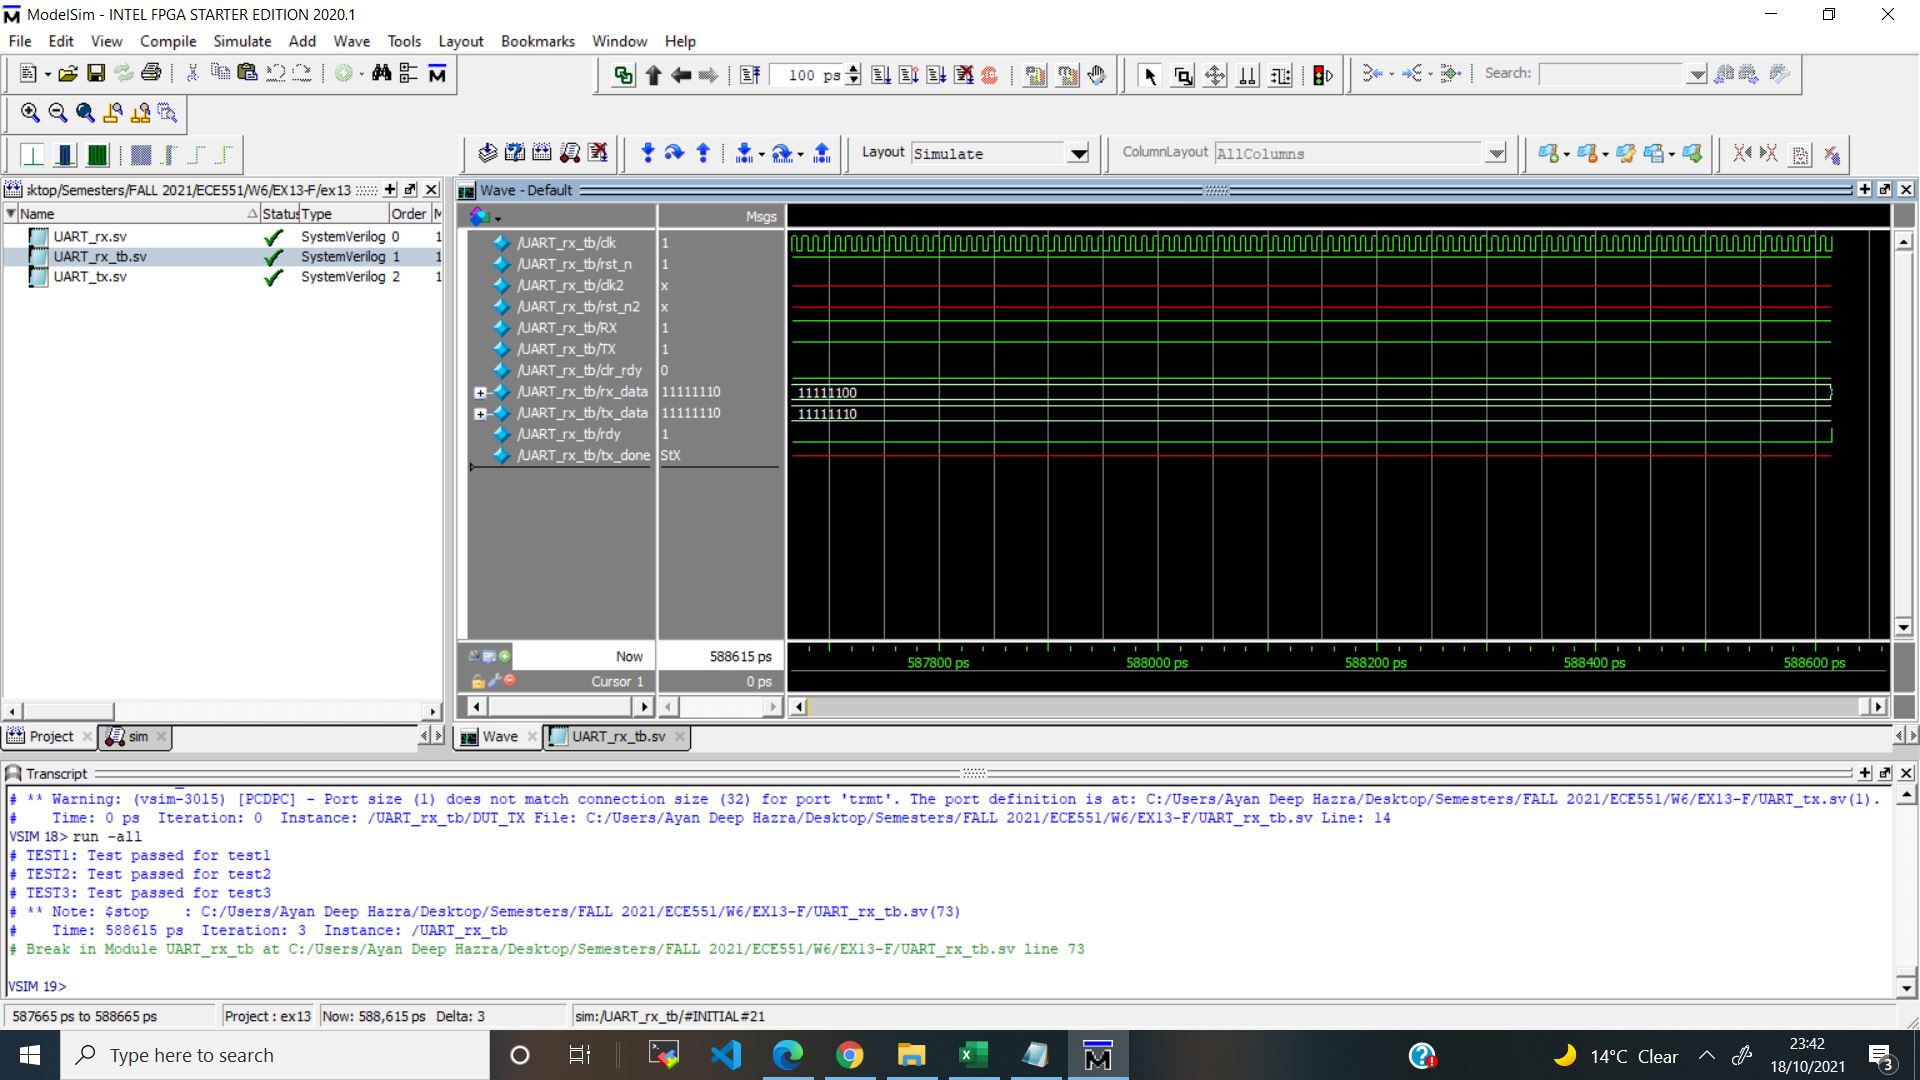 ModelSim - INTEL FPGA STARTER EDITION 2020.1
File Edit View Compile Simulate Add Wave Tools Layout Bookmarks Window Help
100 ps
Search:
Layout Simulate
ColumnLayout AllColumns
sktop/Semesters/FALL 2021/ECE551/W6/EX13-F/ex13
Wave - Default
Name Status Type Order M
UART_rx.sv SystemVerilog 0 1
UART_rx_tb.sv SystemVerilog 1 1
UART_tx.sv SystemVerilog 2 1
Msgs
/UART_rx_tb/clk 1
/UART_rx_tb/rst_n 1
/UART_rx_tb/clk2 x
/UART_rx_tb/rst_n2 x
/UART_rx_tb/RX 1
/UART_rx_tb/TX 1
/UART_rx_tb/clr_rdy 0
/UART_rx_tb/rx_data 11111110 11111100
/UART_rx_tb/tx_data 11111110 11111110
/UART_rx_tb/rdy 1
/UART_rx_tb/tx_done StX
Now 588615 ps
587800 ps 588000 ps 588200 ps 588400 ps 588600 ps
Cursor 1 0 ps
Project sim
Wave UART_rx_tb.sv
Transcript
# ** Warning: (vsim-3015) [PCDPC] - Port size (1) does not match connection size (32) for port 'trmt'. The port definition is at: C:/Users/Ayan Deep Hazra/Desktop/Semesters/FALL 2021/ECE551/W6/EX13-F/UART_tx.sv(1).
# Time: 0 ps Iteration: 0 Instance: /UART_rx_tb/DUT_TX File: C:/Users/Ayan Deep Hazra/Desktop/Semesters/FALL 2021/ECE551/W6/EX13-F/UART_rx_tb.sv Line: 14
VSIM 18> run -all
# TEST1: Test passed for test1
# TEST2: Test passed for test2
# TEST3: Test passed for test3
# ** Note: $stop : C:/Users/Ayan Deep Hazra/Desktop/Semesters/FALL 2021/ECE551/W6/EX13-F/UART_rx_tb.sv(73)
# Time: 588615 ps Iteration: 3 Instance: /UART_rx_tb
# Break in Module UART_rx_tb at C:/Users/Ayan Deep Hazra/Desktop/Semesters/FALL 2021/ECE551/W6/EX13-F/UART_rx_tb.sv line 73
VSIM 19>
587665 ps to 588665 ps Project : ex13 Now: 588,615 ps Delta: 3 sim:/UART_rx_tb/#INITIAL#21
Type here to search
14°C Clear
23:42
18/10/2021
3